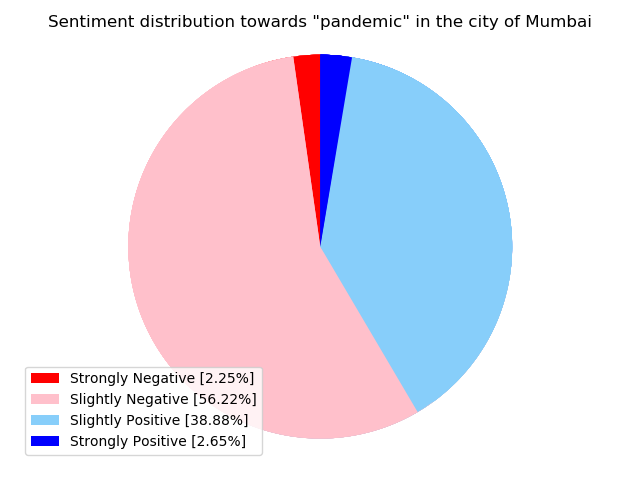 Sentiment distribution towards "pandemic" in the city of Mumbai
Strongly Negative [2.25%]
Slightly Negative [56.22%]
Slightly Positive [38.88%]
Strongly Positive [2.65%]